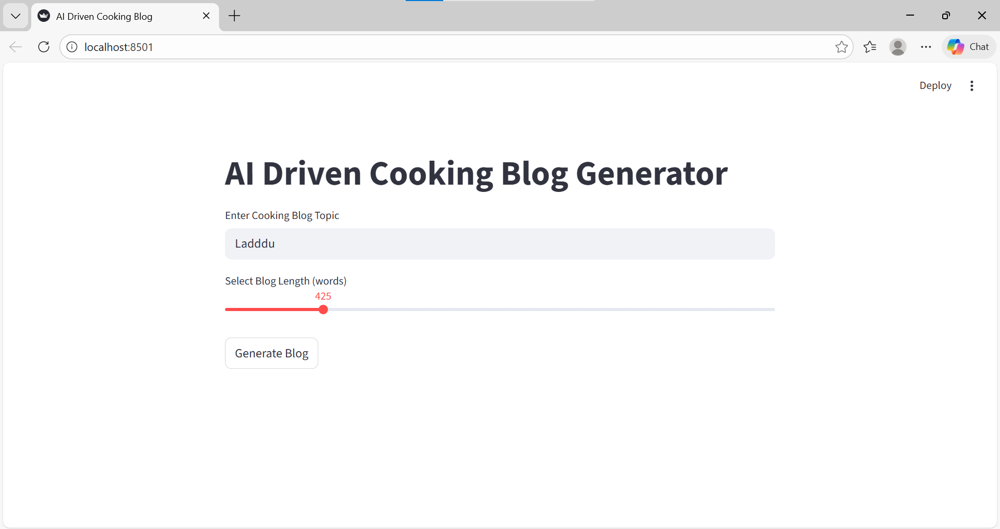 AI Driven Cooking Blog
localhost:8501
Chat
Deploy
AI Driven Cooking Blog Generator
Enter Cooking Blog Topic
Ladddu
Select Blog Length (words)
425
Generate Blog